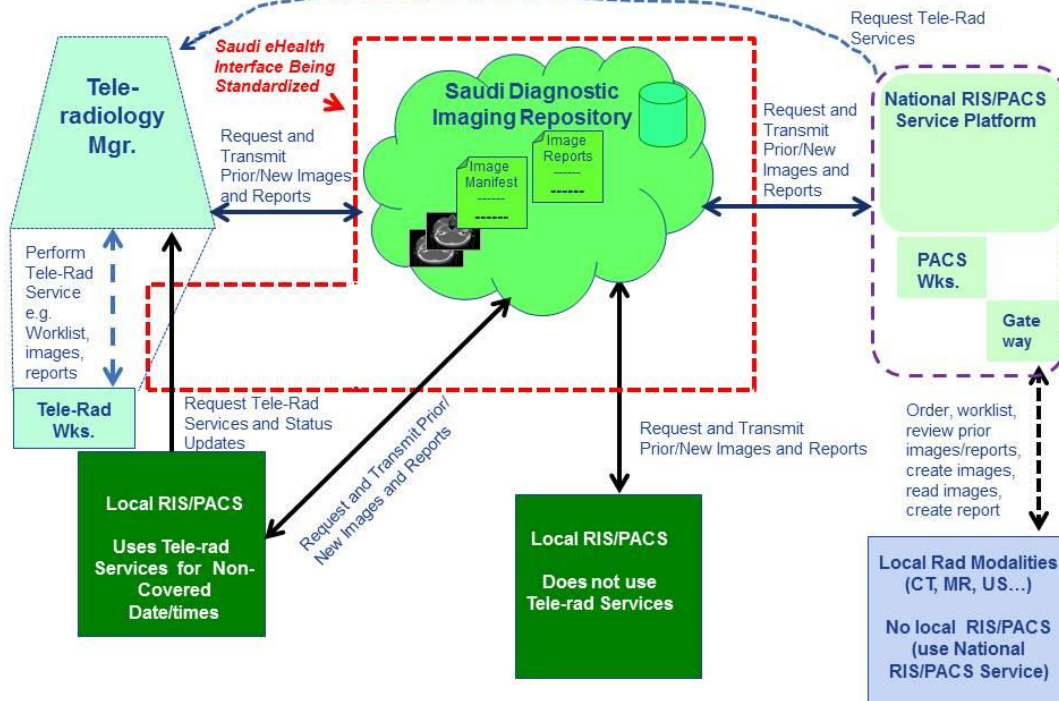 Request Tele-Rad
Services
Saudi eHealth
Interface Being
Standardized
Tele-
radiology
Mgr.
Saudi Diagnostic
Imaging Repository
National RIS/PACS
Service Platform
Request and
Transmit
Prior/New Images
and Reports
Image
Manifest
------
------
Image
Reports
------
------
Request and
Transmit
Prior/New
Images and
Reports
Perform
Tele-Rad
Service
e.g.
Worklist,
images,
reports
PACS
Wks.
Gate
way
Tele-Rad
Wks.
Request Tele-Rad
Services and Status
Updates
Request and Transmit Prior/
New Images and Reports
Request and Transmit
Prior/New Images and Reports
Order, worklist,
review prior
images/reports,
create images,
read images,
create report
Local RIS/PACS
Uses Tele-rad
Services for Non-
Covered
Date/times
Local RIS/PACS
Does not use
Tele-rad Services
Local Rad Modalities
(CT, MR, US…)
No local RIS/PACS
(use National
RIS/PACS Service)